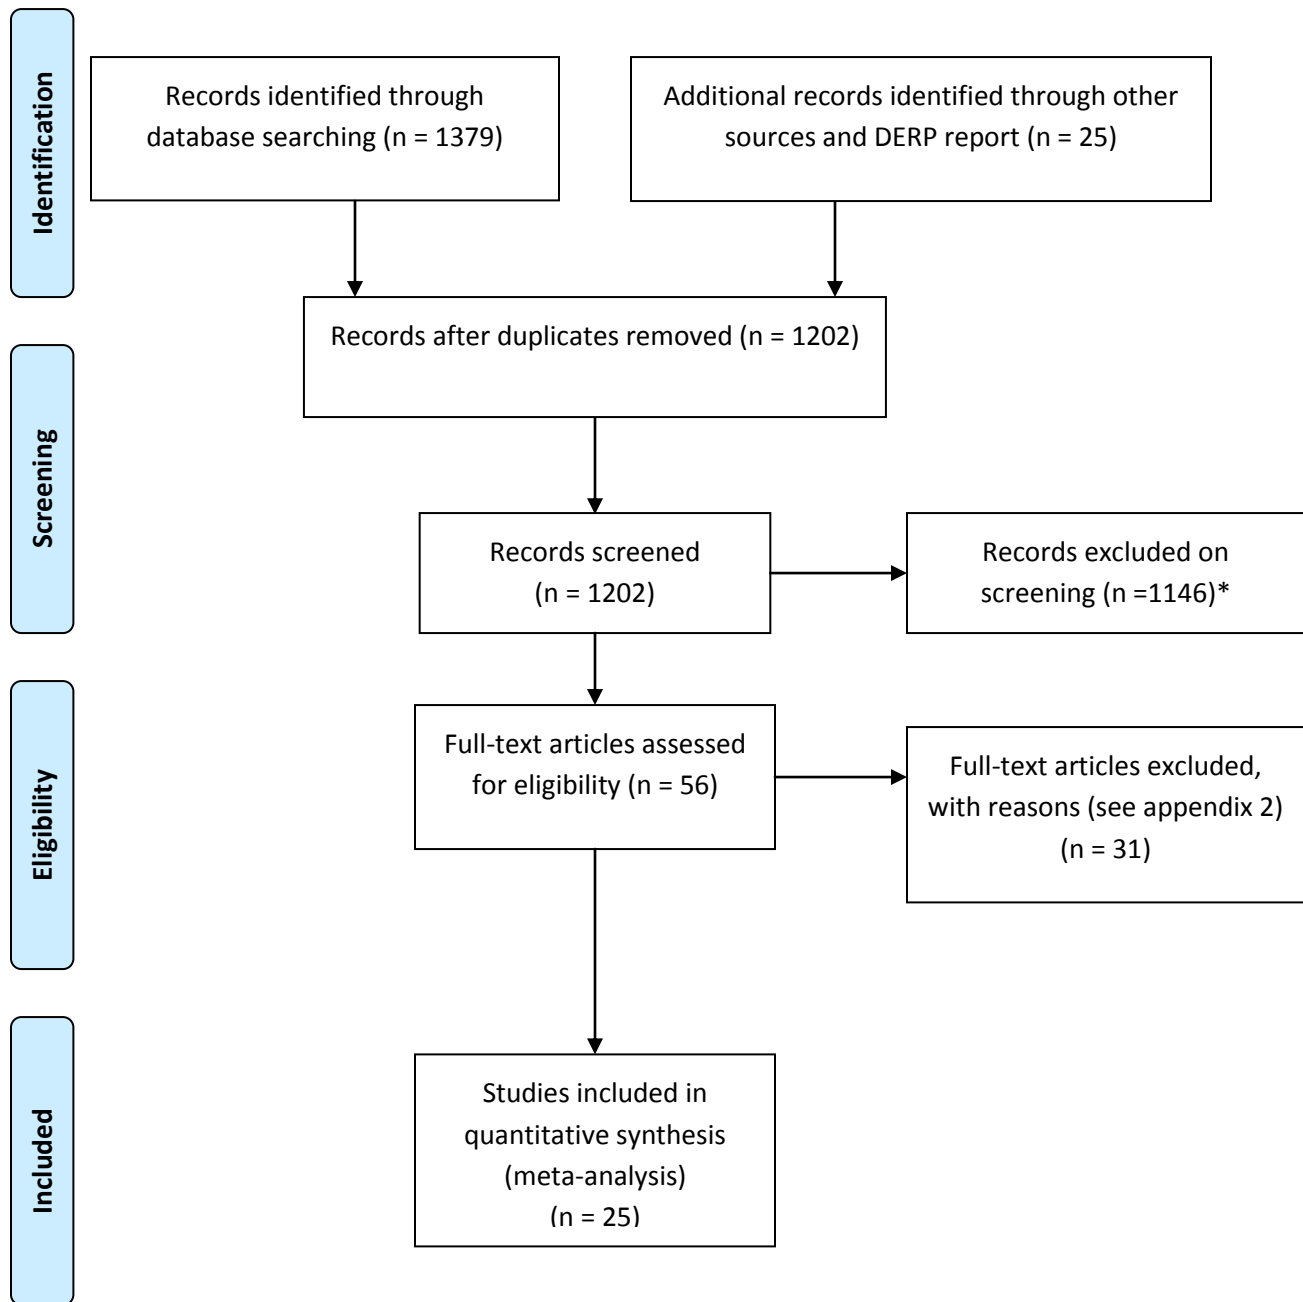 Identification
Records identified through
database searching (n = 1379)
Additional records identified through other
sources and DERP report (n = 25)
Records after duplicates removed (n = 1202)
Screening
Records screened
(n = 1202)
Records excluded on
screening (n =1146)*
Eligibility
Full-text articles assessed
for eligibility (n = 56)
Full-text articles excluded,
with reasons (see appendix 2)
(n = 31)
Included
Studies included in
quantitative synthesis
(meta-analysis)
(n = 25)